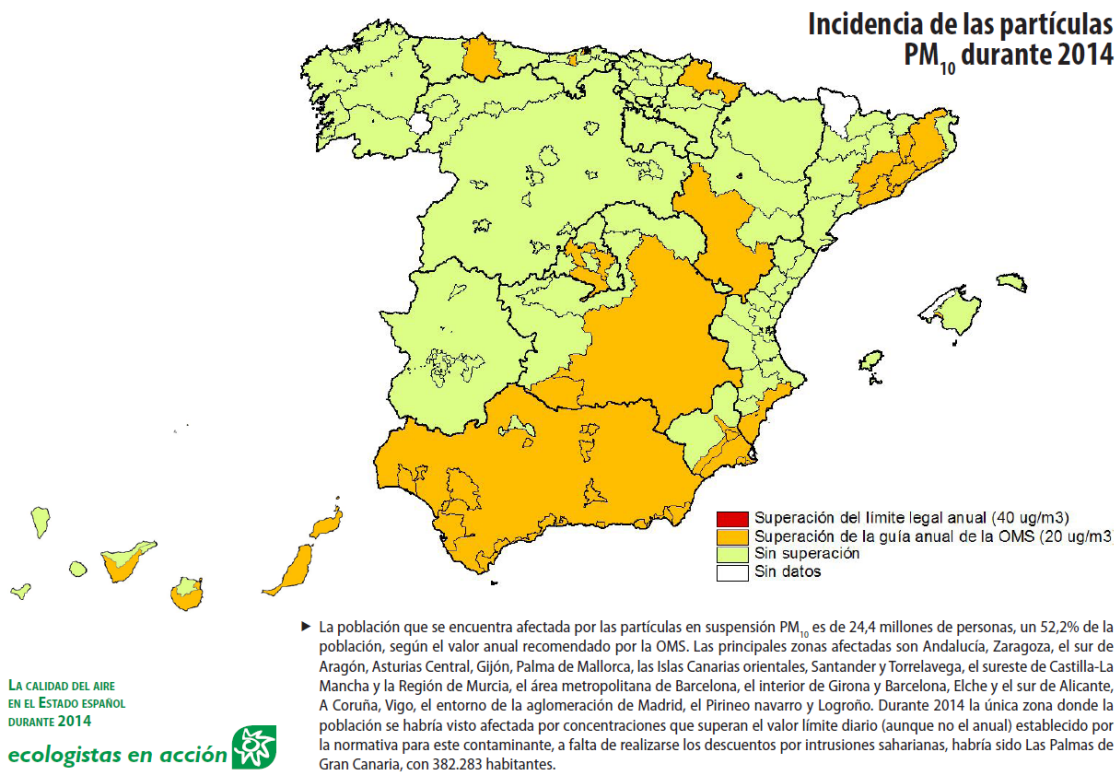 Incidencia de las partículas
PM10 durante 2014
Superación del límite legal anual (40 ug/m3)
Superación de la guía anual de la OMS (20 ug/m3)
Sin superación
Sin datos
► La población que se encuentra afectada por las partículas en suspensión PM10 es de 24,4 millones de personas, un 52,2% de la
población, según el valor anual recomendado por la OMS. Las principales zonas afectadas son Andalucía, Zaragoza, el sur de
Aragón, Asturias Central, Gijón, Palma de Mallorca, las Islas Canarias orientales, Santander y Torrelavega, el sureste de Castilla-La
Mancha y la Región de Murcia, el área metropolitana de Barcelona, el interior de Girona y Barcelona, Elche y el sur de Alicante,
A Coruña, Vigo, el entorno de la aglomeración de Madrid, el Pirineo navarro y Logroño. Durante 2014 la única zona donde la
población se habría visto afectada por concentraciones que superan el valor límite diario (aunque no el anual) establecido por
la normativa para este contaminante, a falta de realizarse los descuentos por intrusiones saharianas, habría sido Las Palmas de
Gran Canaria, con 382.283 habitantes.
LA CALIDAD DEL AIRE
EN EL ESTADO ESPAÑOL
DURANTE 2014
ecologistas en acción